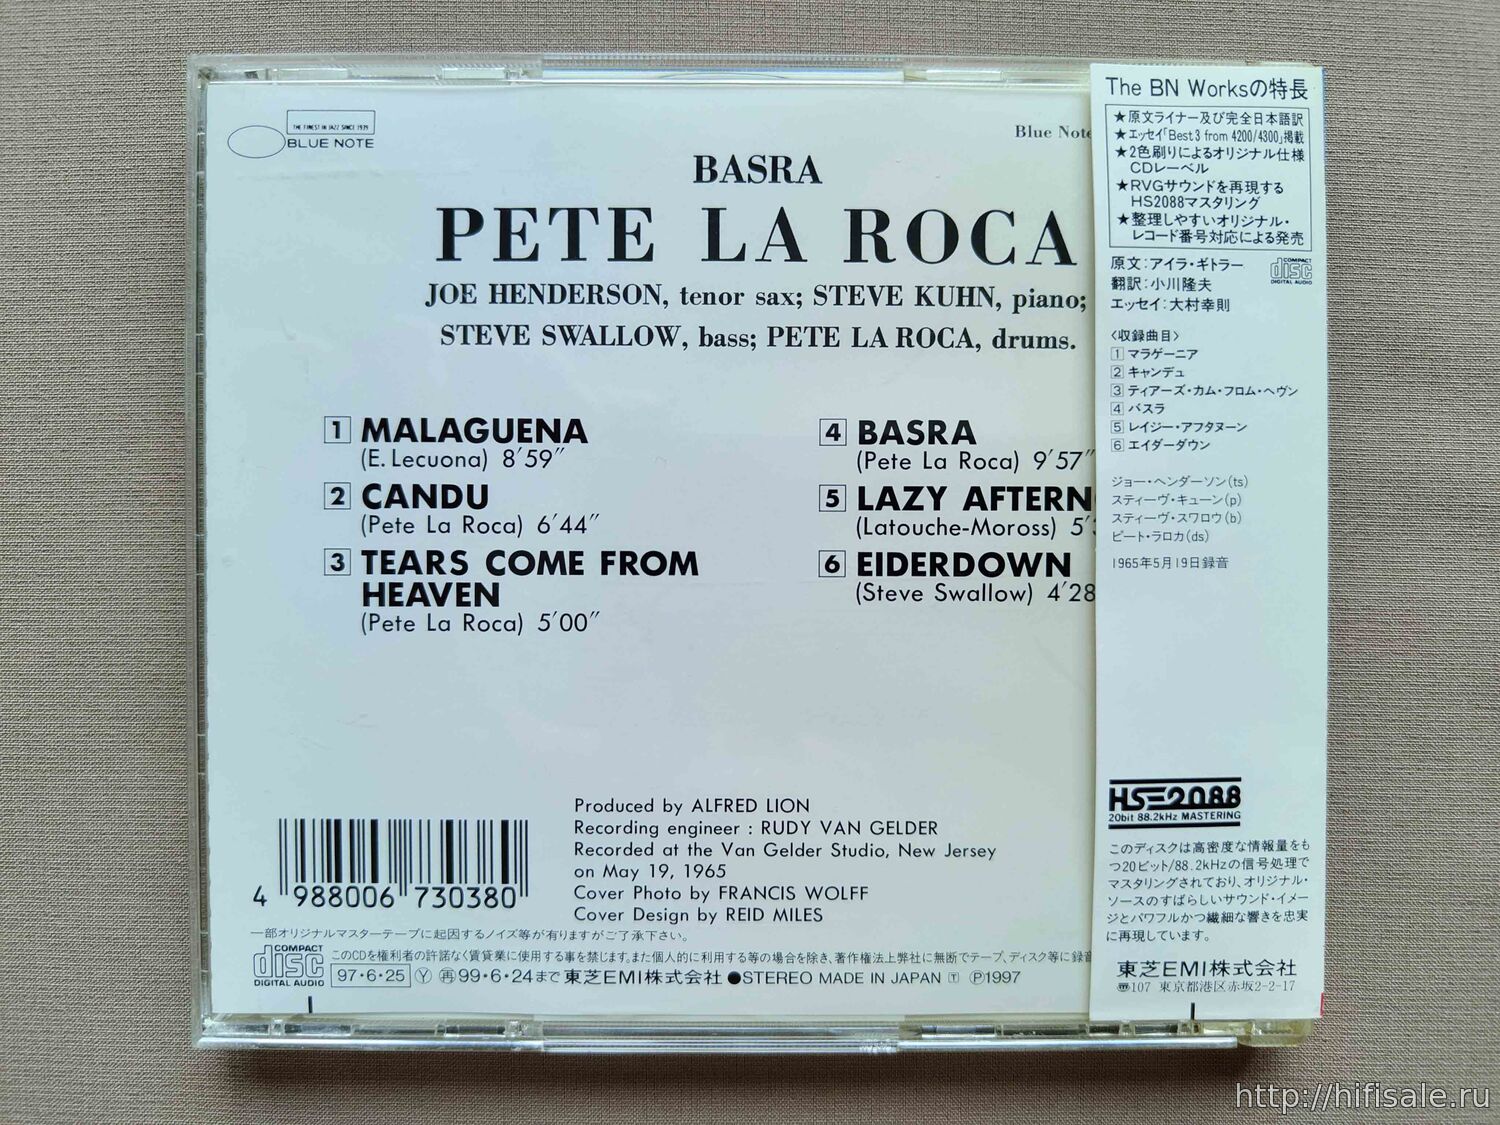 THE FINEST IN JAZZ SINCE 1939
BLUE NOTE
Blue Note
BASRA
PETE LA ROCA
JOE HENDERSON, tenor sax; STEVE KUHN, piano;
STEVE SWALLOW, bass; PETE LA ROCA, drums.
1 MALAGUENA
(E. Lecuona) 8′59″
2 CANDU
(Pete La Roca) 6′44″
3 TEARS COME FROM
HEAVEN
(Pete La Roca) 5′00″
4 BASRA
(Pete La Roca) 9′57″
5 LAZY AFTERN
(Latouche-Moross) 5′
6 EIDERDOWN
(Steve Swallow) 4′28
Produced by ALFRED LION
Recording engineer : RUDY VAN GELDER
Recorded at the Van Gelder Studio, New Jersey
on May 19, 1965
Cover Photo by FRANCIS WOLFF
Cover Design by REID MILES
4 988006 730380
一部オリジナルマスターテープに起因するノイズ等が有りますがご了承下さい。
COMPACT disc DIGITAL AUDIO
このCDを権利者の許諾なく賃貸業に使用する事を禁じます。また個人的に利用する等の場合を除き、著作権法上弊社に無断でテープ、ディスク等に録音
97・6・25 Ⓨ 再 99・6・24まで 東芝EMI株式会社 ●STEREO MADE IN JAPAN T Ⓟ1997
The BN Worksの特長
★原文ライナー及び完全日本語訳
★エッセイ「Best 3 from 4200/4300」掲載
★2色刷りによるオリジナル仕様
CDレーベル
★RVGサウンドを再現する
HS2088マスタリング
★整理しやすいオリジナル・
レコード番号対応による発売
原文:アイラ・ギトラー
翻訳:小川隆夫
エッセイ:大村幸則
COMPACT disc DIGITAL AUDIO
〈収録曲目〉
1 マラゲーニア
2 キャンデュ
3 ティアーズ・カム・フロム・ヘヴン
4 バスラ
5 レイジー・アフタヌーン
6 エイダーダウン
ジョー・ヘンダーソン(ts)
スティーヴ・キューン(p)
スティーヴ・スワロウ(b)
ピート・ラロカ(ds)
1965年5月19日録音
HS-2088
20bit 88.2kHz MASTERING
このディスクは高密度な情報量をも
つ20ビット/88.2kHzの信号処理で
マスタリングされており、オリジナル・
ソースのすばらしいサウンド・イメー
ジとパワフルかつ繊細な響きを忠実
に再現しています。
東芝EMI株式会社
〒107 東京都港区赤坂2-2-17
http://hifisale.ru